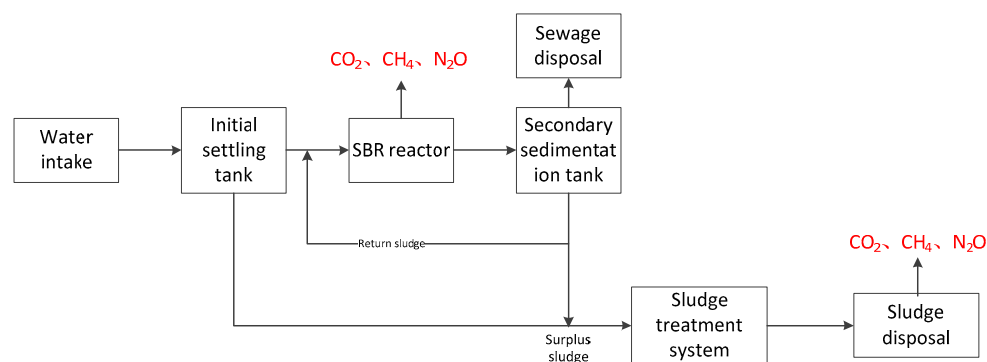 Sewage
disposal
CO₂、CH₄、N₂O
Water
intake
Initial
settling
tank
SBR reactor
Secondary
sedimentat
ion tank
Return sludge
CO₂、CH₄、N₂O
Surplus
sludge
Sludge
treatment
system
Sludge
disposal